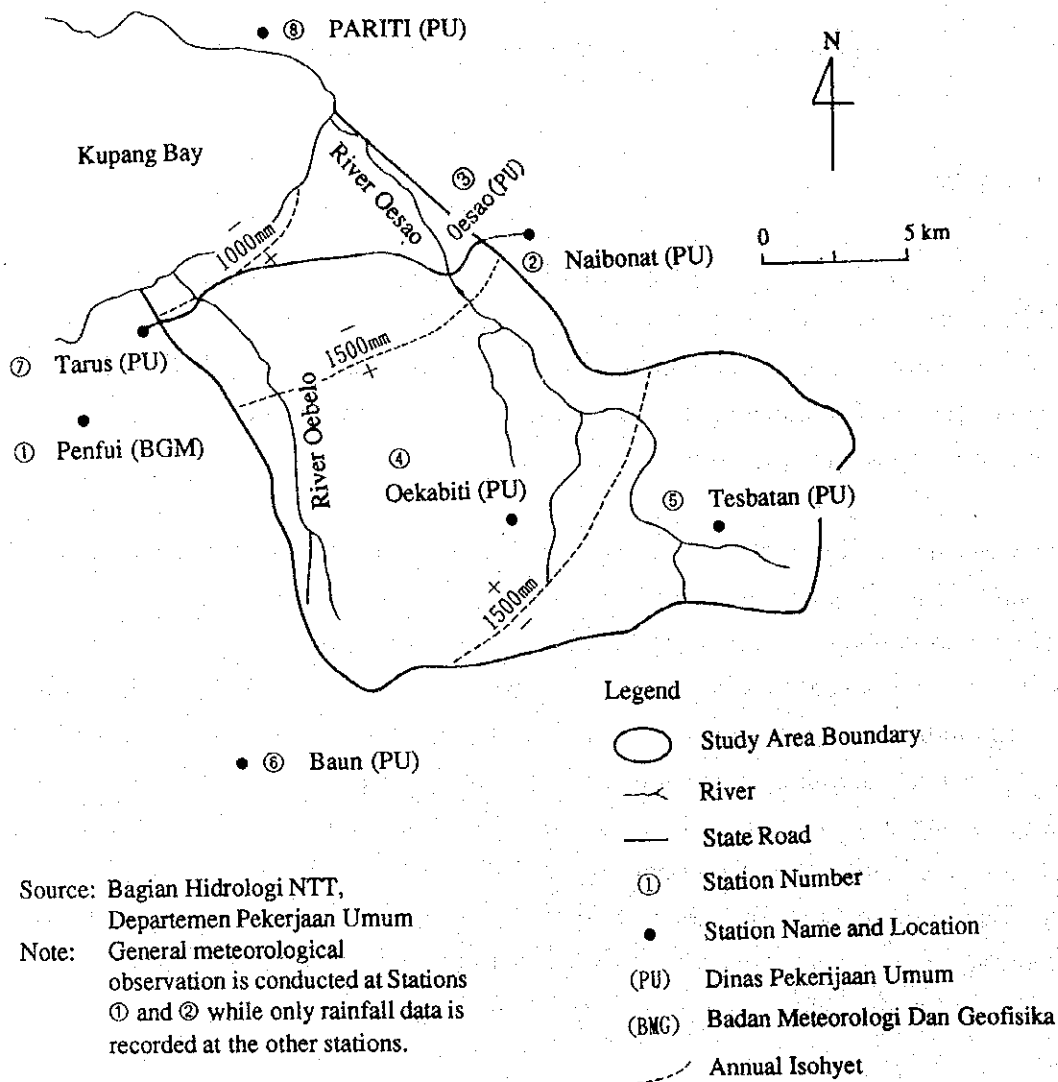 ⑧ PARITI (PU)
N
Kupang Bay
River Oesao
③
Oesao (PU)
0 5 km
② Naibonat (PU)
−
1000mm
+
−
1500mm
+
⑦ Tarus (PU)
① Penfui (BGM)
River Oebelo
④
Oekabiti (PU)
⑤ Tesbatan (PU)
+
1500mm
−
⑥ Baun (PU)
Legend
Study Area Boundary
River
State Road
① Station Number
Station Name and Location
(PU) Dinas Pekerijaan Umum
(BMG) Badan Meteorologi Dan Geofisika
Annual Isohyet
Source: Bagian Hidrologi NTT,
Departemen Pekerjaan Umum
Note: General meteorological
observation is conducted at Stations
① and ② while only rainfall data is
recorded at the other stations.